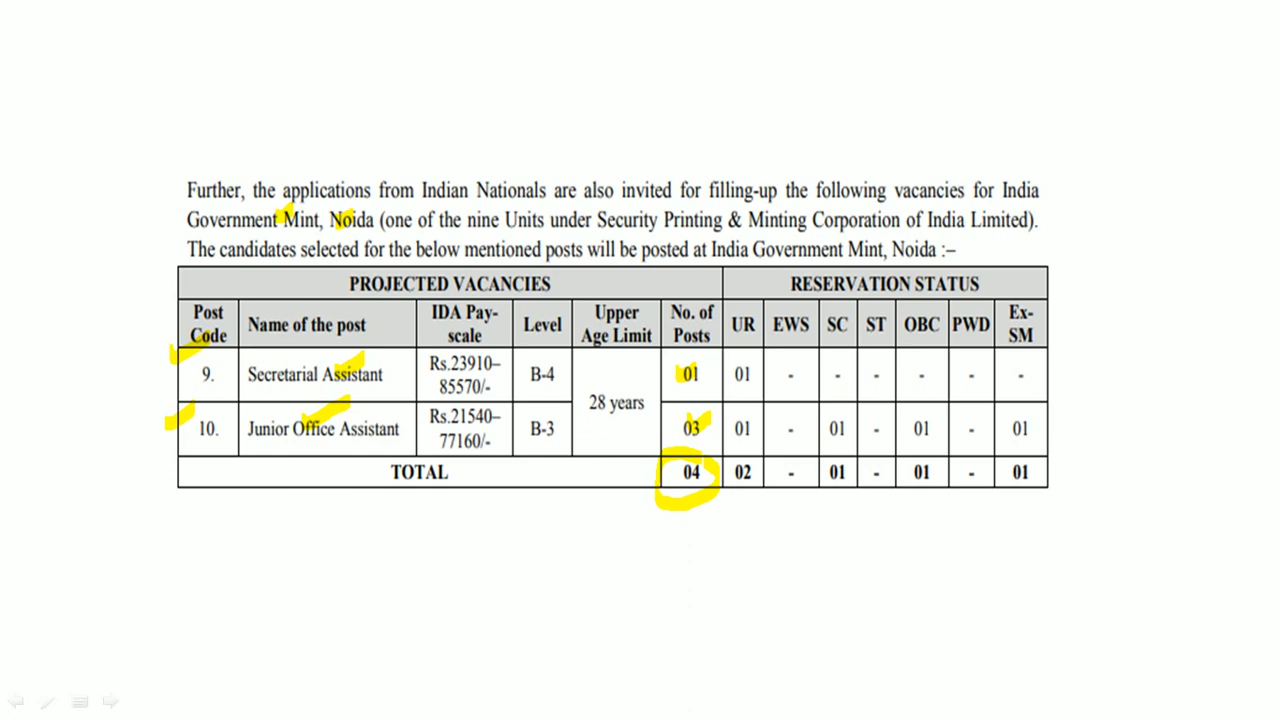 Further, the applications from Indian Nationals are also invited for filling-up the following vacancies for India
Government Mint, Noida (one of the nine Units under Security Printing & Minting Corporation of India Limited).
The candidates selected for the below mentioned posts will be posted at India Government Mint, Noida :–
PROJECTED VACANCIES RESERVATION STATUS
Post Code Name of the post IDA Pay-scale Level Upper Age Limit No. of Posts UR EWS SC ST OBC PWD Ex-SM
9. Secretarial Assistant Rs.23910–85570/- B-4 28 years 01 01 - - - - - -
10. Junior Office Assistant Rs.21540–77160/- B-3 03 01 - 01 - 01 - 01
TOTAL 04 02 - 01 - 01 - 01